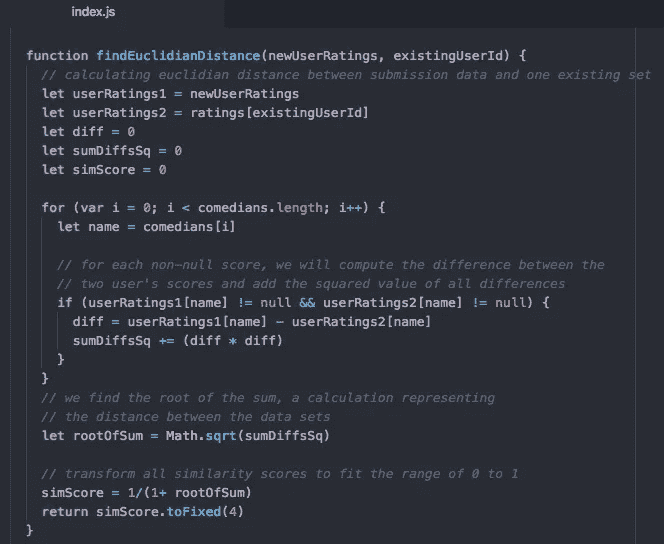 index.js
function findEuclidianDistance(newUserRatings, existingUserId) {
// calculating euclidian distance between submission data and one existing set
let userRatings1 = newUserRatings
let userRatings2 = ratings[existingUserId]
let diff = 0
let sumDiffsSq = 0
let simScore = 0
for (var i = 0; i < comedians.length; i++) {
let name = comedians[i]
// for each non-null score, we will compute the difference between the
// two user's scores and add the squared value of all differences
if (userRatings1[name] != null && userRatings2[name] != null) {
diff = userRatings1[name] - userRatings2[name]
sumDiffsSq += (diff * diff)
}
}
// we find the root of the sum, a calculation representing
// the distance between the data sets
let rootOfSum = Math.sqrt(sumDiffsSq)
// transform all similarity scores to fit the range of 0 to 1
simScore = 1/(1+ rootOfSum)
return simScore.toFixed(4)
}